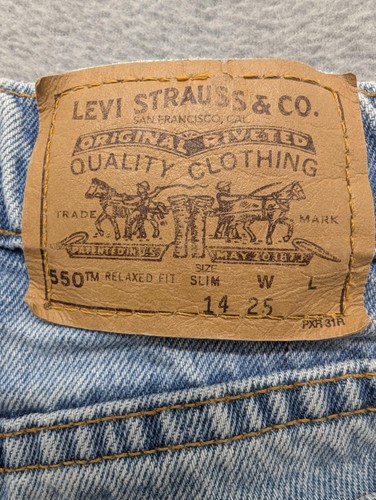 LEVI STRAUSS & CO.
SAN FRANCISCO, CAL.
ORIGINAL RIVETED
QUALITY CLOTHING
TRADE MARK
PATENTED IN U.S. MAY 20 1873
550™ RELAXED FIT SIZE SLIM W L
14 25
PXR 31R